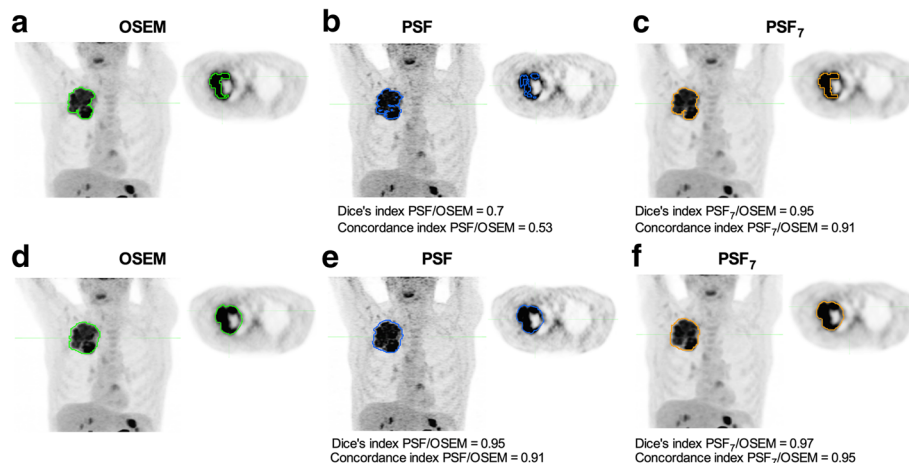 a OSEM b PSF c PSF7
Dice's index PSF/OSEM = 0.7 Dice's index PSF7/OSEM = 0.95
Concordance index PSF/OSEM = 0.53 Concordance index PSF7/OSEM = 0.91
d OSEM e PSF f PSF7
Dice's index PSF/OSEM = 0.95 Dice's index PSF7/OSEM = 0.97
Concordance index PSF/OSEM = 0.91 Concordance index PSF7/OSEM = 0.95